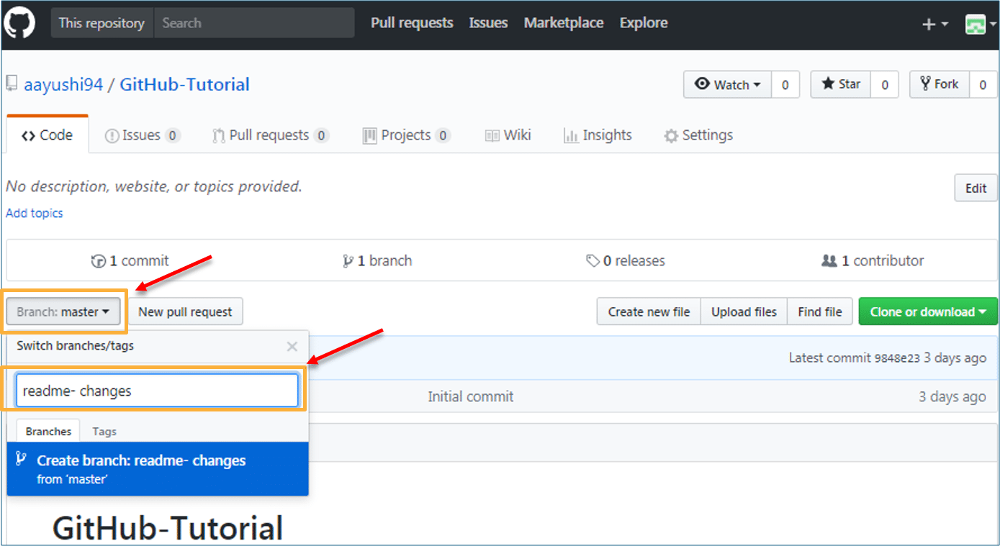 This repository Search Pull requests Issues Marketplace Explore
aayushi94 / GitHub-Tutorial Watch 0 Star 0 Fork 0
Code Issues 0 Pull requests 0 Projects 0 Wiki Insights Settings
No description, website, or topics provided. Edit
Add topics
1 commit 1 branch 0 releases 1 contributor
Branch: master New pull request Create new file Upload files Find file Clone or download
Switch branches/tags
Latest commit 9848e23 3 days ago
readme- changes
Initial commit 3 days ago
Branches Tags
Create branch: readme- changes
from ‘master’
GitHub-Tutorial